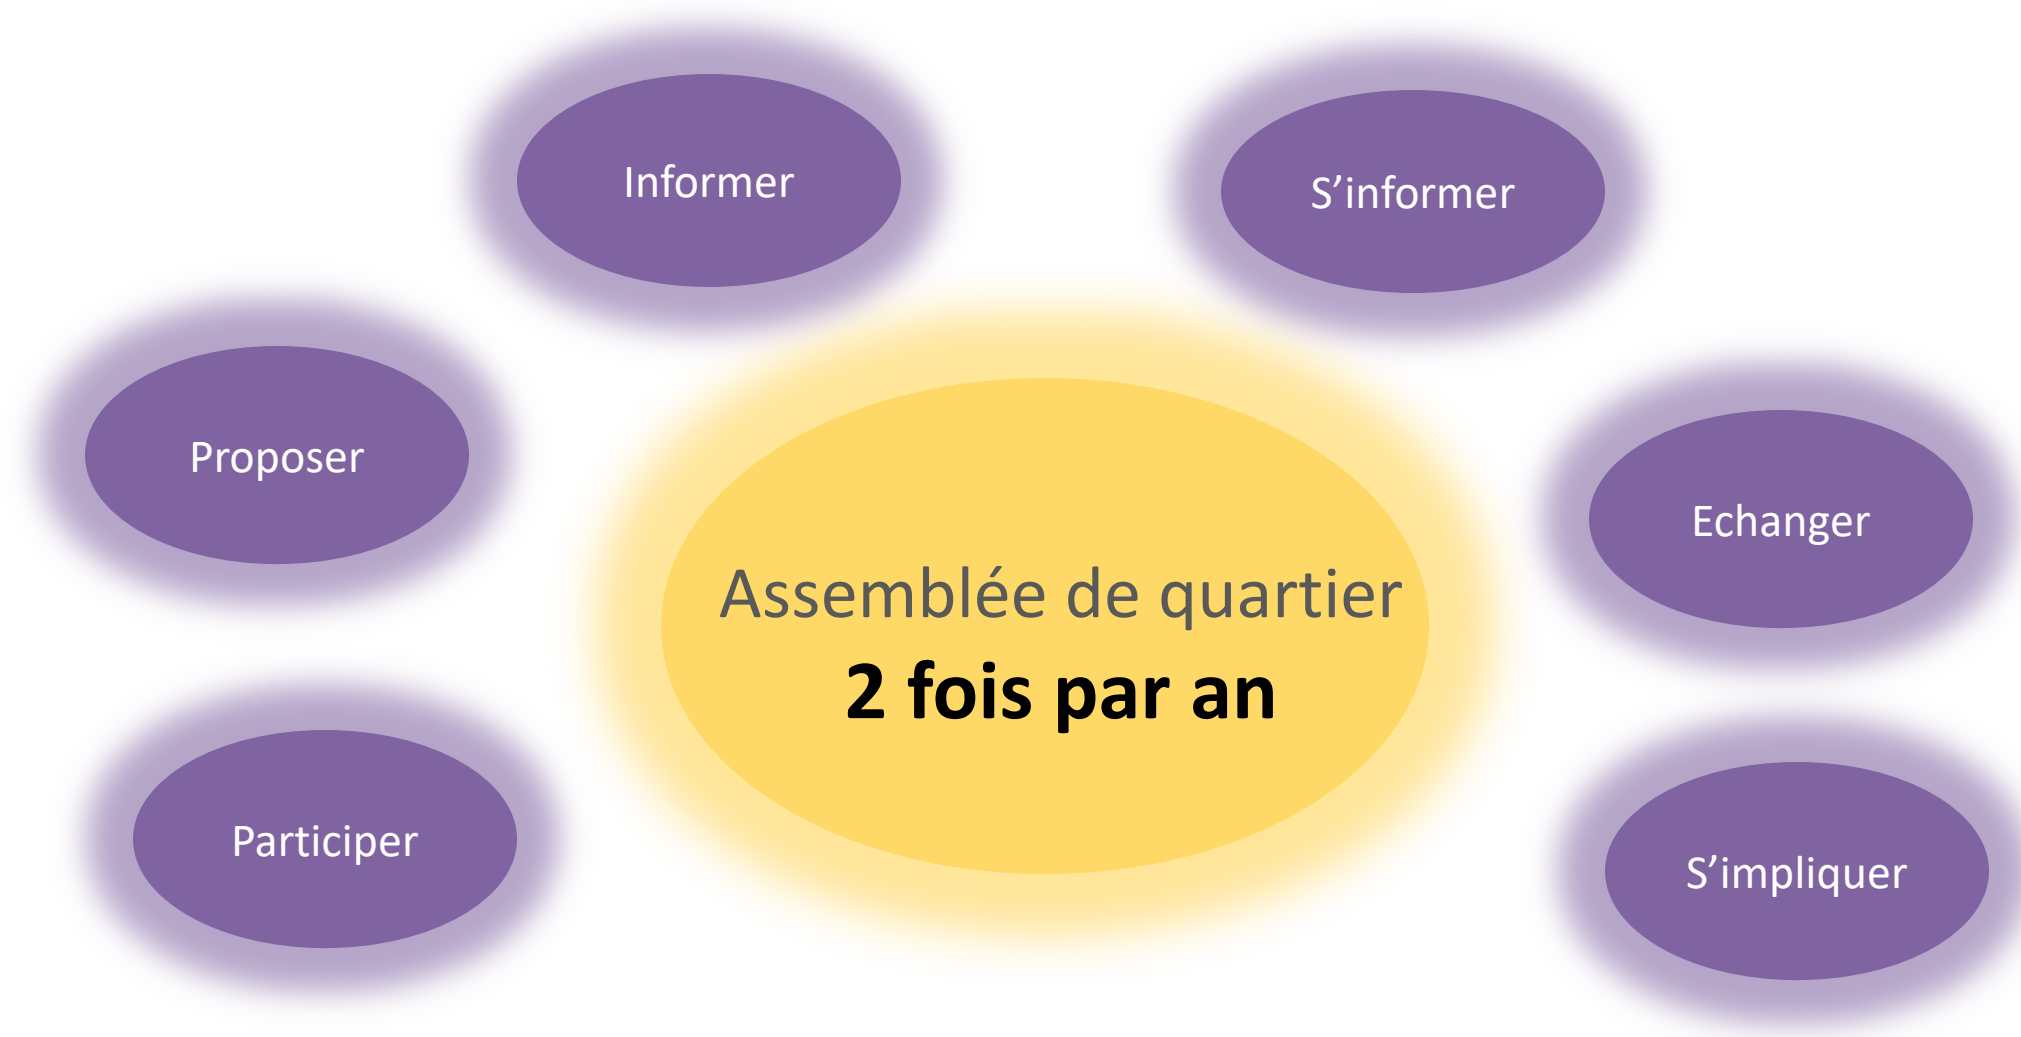 Informer
S’informer
Proposer
Echanger
Assemblée de quartier
2 fois par an
Participer
S’impliquer